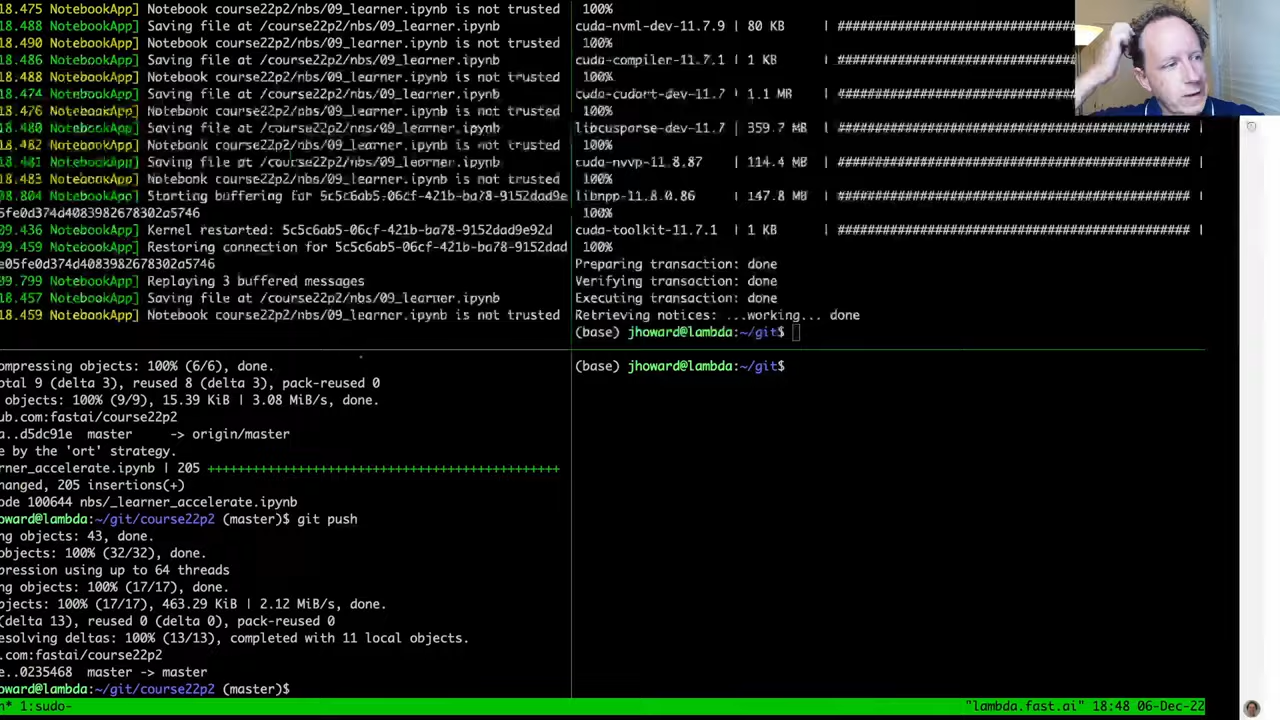 18.475 NotebookApp] Notebook course22p2/nbs/09_learner.ipynb is not trusted
18.488 NotebookApp] Saving file at /course22p2/nbs/09_learner.ipynb
18.490 NotebookApp] Notebook course22p2/nbs/09_learner.ipynb is not trusted
18.486 NotebookApp] Saving file at /course22p2/nbs/09_learner.ipynb
18.488 NotebookApp] Notebook course22p2/nbs/09_learner.ipynb is not trusted
18.474 NotebookApp] Saving file at /course22p2/nbs/09_learner.ipynb
18.476 NotebookApp] Notebook course22p2/nbs/09_learner.ipynb is not trusted
18.480 NotebookApp] Saving file at /course22p2/nbs/09_learner.ipynb
18.482 NotebookApp] Notebook course22p2/nbs/09_learner.ipynb is not trusted
18.481 NotebookApp] Saving file at /course22p2/nbs/09_learner.ipynb
18.483 NotebookApp] Notebook course22p2/nbs/09_learner.ipynb is not trusted
08.804 NotebookApp] Starting buffering for 5c5c6ab5-06cf-421b-ba78-9152dad9e
5fe0d374d4083982678302a5746
09.436 NotebookApp] Kernel restarted: 5c5c6ab5-06cf-421b-ba78-9152dad9e92d
09.459 NotebookApp] Restoring connection for 5c5c6ab5-06cf-421b-ba78-9152dad
e05fe0d374d4083982678302a5746
09.799 NotebookApp] Replaying 3 buffered messages
18.457 NotebookApp] Saving file at /course22p2/nbs/09_learner.ipynb
18.459 NotebookApp] Notebook course22p2/nbs/09_learner.ipynb is not trusted
100%
cuda-nvml-dev-11.7.9 | 80 KB | ##################################
100%
cuda-compiler-11.7.1 | 1 KB | ##################################
100%
cuda-cudart-dev-11.7 | 1.1 MB | ##################################
100%
libcusparse-dev-11.7 | 359.7 MB | ################################################## |
100%
cuda-nvvp-11.8.87 | 114.4 MB | ################################################## |
100%
libnpp-11.8.0.86 | 147.8 MB | ################################################## |
100%
cuda-toolkit-11.7.1 | 1 KB | ################################################## |
100%
Preparing transaction: done
Verifying transaction: done
Executing transaction: done
Retrieving notices: ...working... done
(base) jhoward@lambda:~/git$
ompressing objects: 100% (6/6), done.
otal 9 (delta 3), reused 8 (delta 3), pack-reused 0
objects: 100% (9/9), 15.39 KiB | 3.08 MiB/s, done.
ub.com:fastai/course22p2
a..d5dc91e master -> origin/master
e by the 'ort' strategy.
rner_accelerate.ipynb | 205 ++++++++++++++++++++++++++++++++++++++++++++++++++
hanged, 205 insertions(+)
ode 100644 nbs/_learner_accelerate.ipynb
oward@lambda:~/git/course22p2 (master)$ git push
ng objects: 43, done.
objects: 100% (32/32), done.
pression using up to 64 threads
ng objects: 100% (17/17), done.
bjects: 100% (17/17), 463.29 KiB | 2.12 MiB/s, done.
(delta 13), reused 0 (delta 0), pack-reused 0
esolving deltas: 100% (13/13), completed with 11 local objects.
.com:fastai/course22p2
e..0235468 master -> master
oward@lambda:~/git/course22p2 (master)$
(base) jhoward@lambda:~/git$
n* 1:sudo- "lambda.fast.ai" 18:48 06-Dec-22